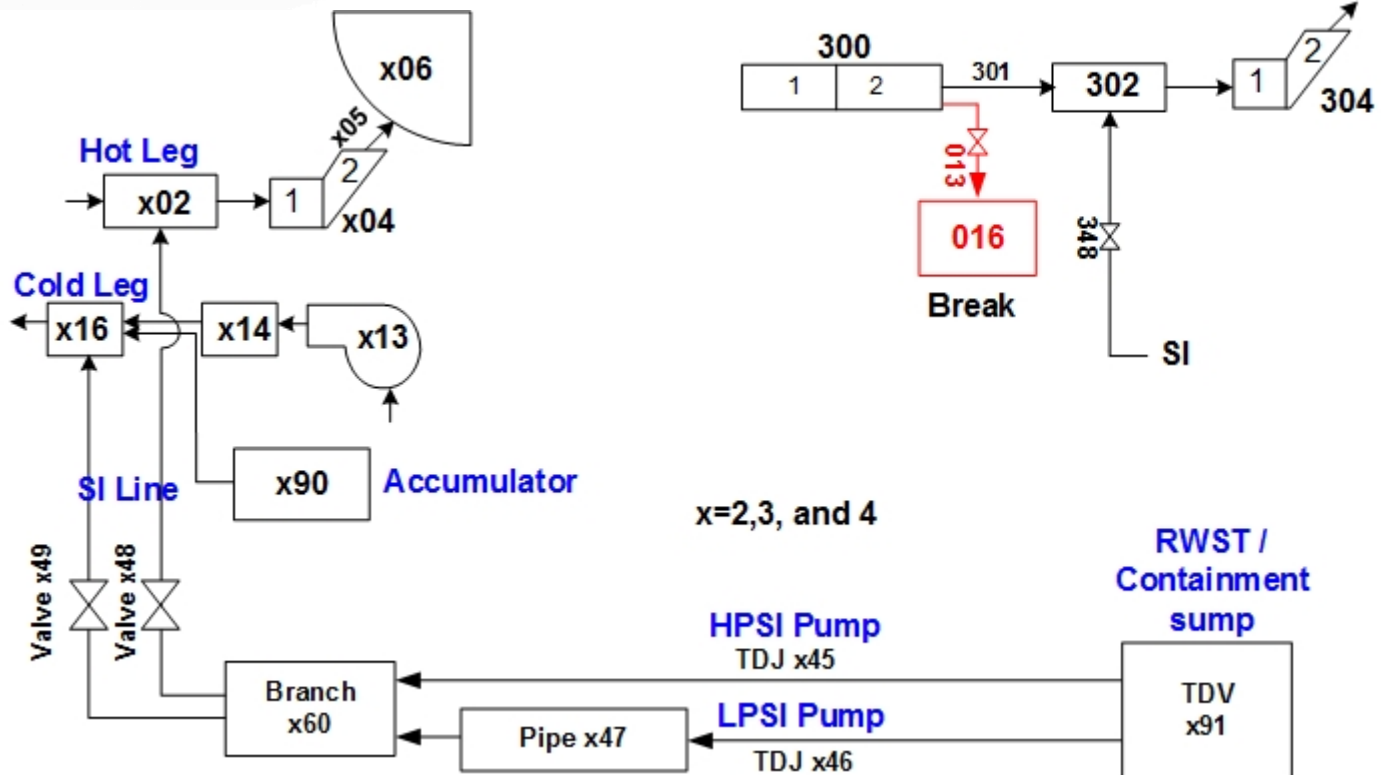 x06
x05
Hot Leg
x02
1
2
x04
Cold Leg
x16
x14
x13
SI Line
x90
Accumulator
Valve x49
Valve x48
Branch
x60
HPSI Pump
TDJ x45
Pipe x47
LPSI Pump
TDJ x46
RWST /
Containment
sump
TDV
x91
x=2,3, and 4
300
1
2
301
302
1
2
304
013
016
Break
348
SI